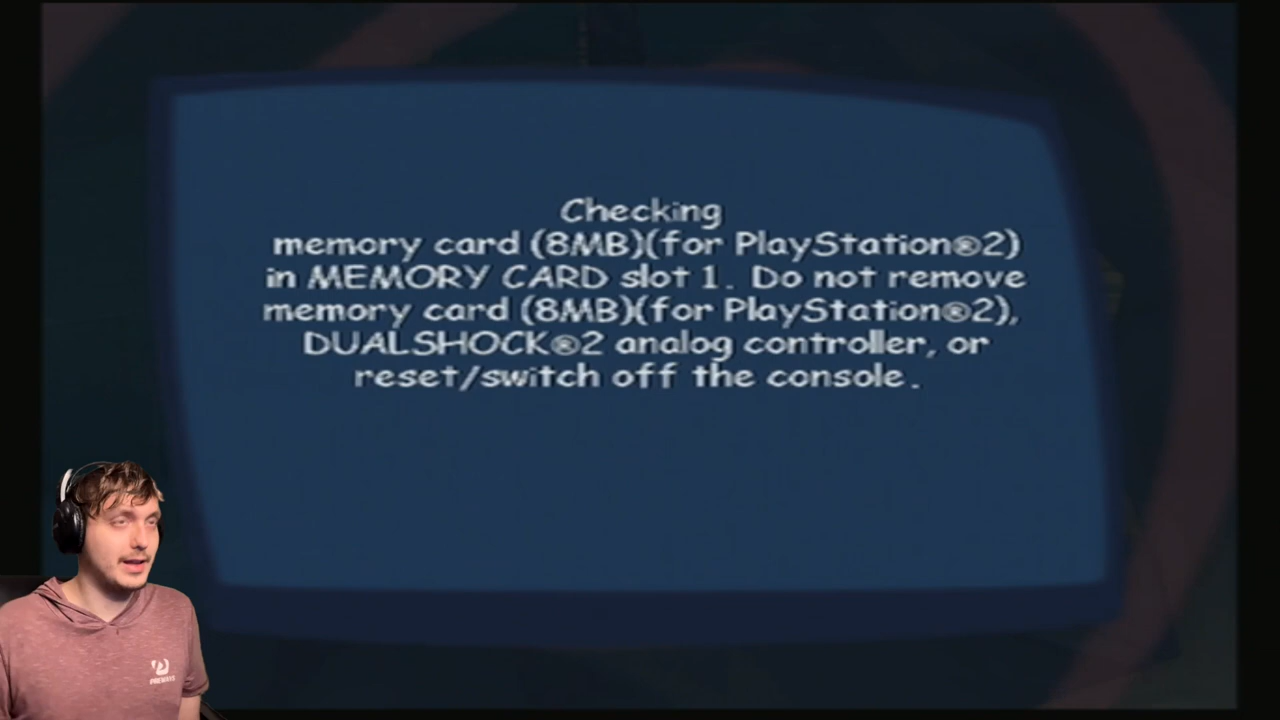 Checking
memory card (8MB)(for PlayStation®2)
in MEMORY CARD slot 1. Do not remove
memory card (8MB)(for PlayStation®2),
DUALSHOCK®2 analog controller, or
reset/switch off the console.